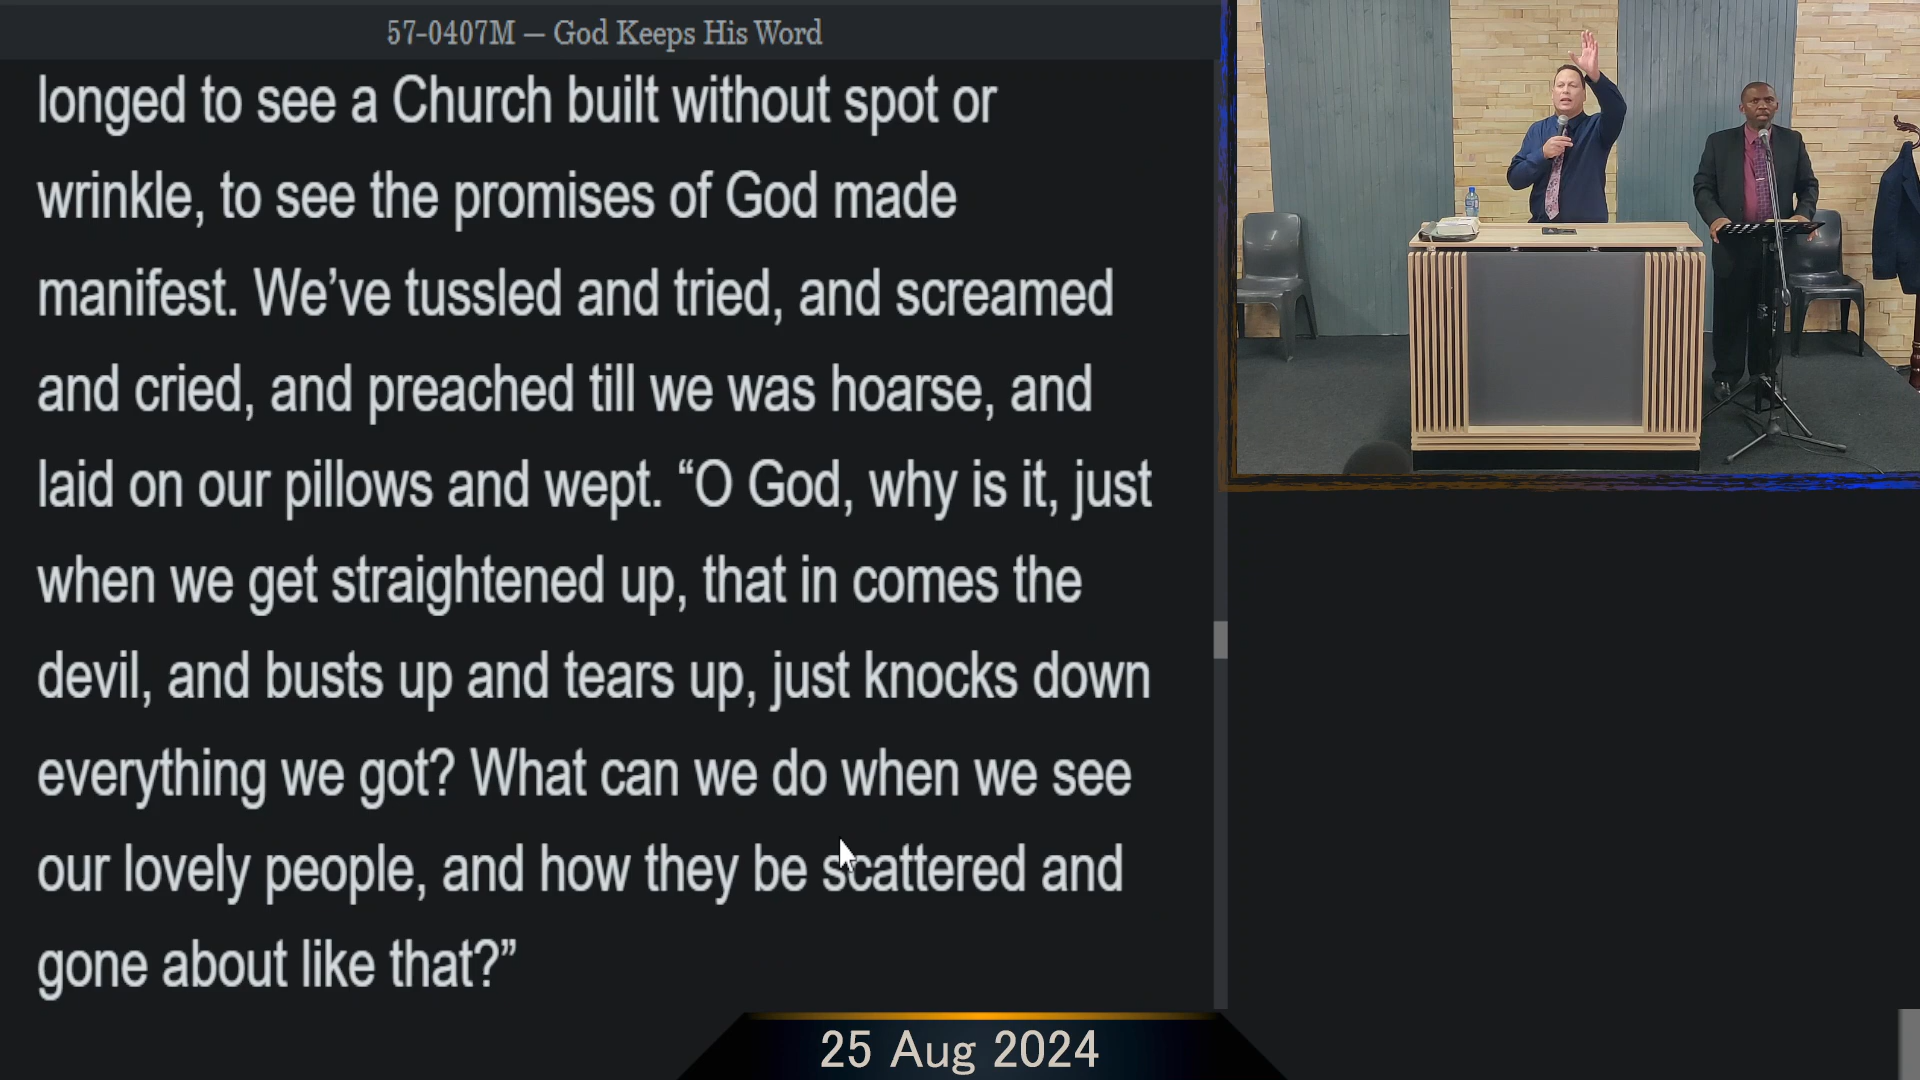 57-0407M — God Keeps His Word
longed to see a Church built without spot or
wrinkle, to see the promises of God made
manifest. We’ve tussled and tried, and screamed
and cried, and preached till we was hoarse, and
laid on our pillows and wept. “O God, why is it, just
when we get straightened up, that in comes the
devil, and busts up and tears up, just knocks down
everything we got? What can we do when we see
our lovely people, and how they be scattered and
gone about like that?”
25 Aug 2024